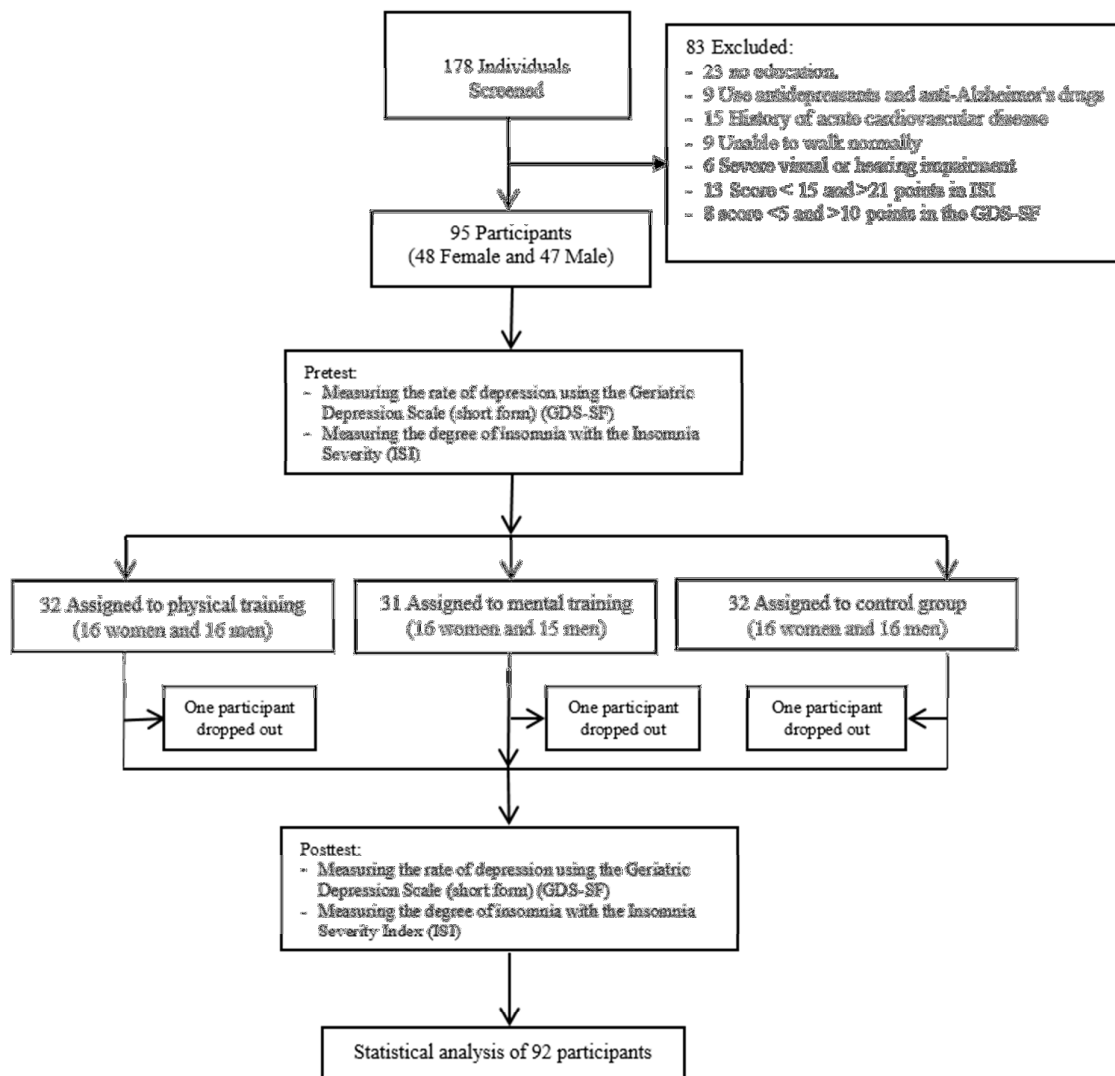 178 Individuals
Screened
83 Excluded:
- 23 no education.
- 9 Use antidepressants and anti-Alzheimer's drugs
- 15 History of acute cardiovascular disease
- 9 Unable to walk normally
- 6 Severe visual or hearing impairment
- 13 Score < 15 and >21 points in ISI
- 8 score <5 and >10 points in the GDS-SF
95 Participants
(48 Female and 47 Male)
Pretest:
- Measuring the rate of depression using the Geriatric
Depression Scale (short form) (GDS-SF)
- Measuring the degree of insomnia with the Insomnia
Severity (ISI)
32 Assigned to physical training
(16 women and 16 men)
31 Assigned to mental training
(16 women and 15 men)
32 Assigned to control group
(16 women and 16 men)
One participant
dropped out
One participant
dropped out
One participant
dropped out
Posttest:
- Measuring the rate of depression using the Geriatric
Depression Scale (short form) (GDS-SF)
- Measuring the degree of insomnia with the Insomnia
Severity Index (ISI)
Statistical analysis of 92 participants